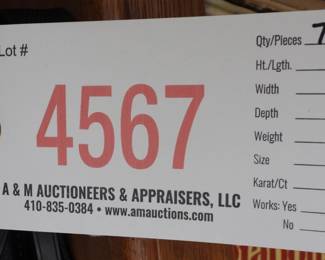 Lot #
4567
A & M AUCTIONEERS & APPRAISERS, LLC
410-835-0384 • www.amauctions.com
Qty/Pieces 7
Ht./Lgth.
Width
Depth
Weight
Size
Karat/Ct
Works: Yes
No